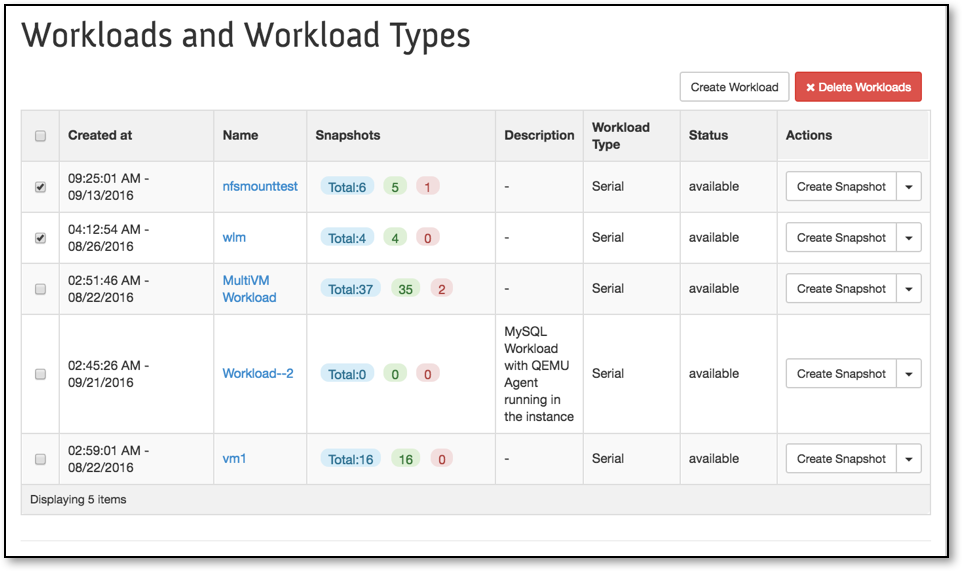 Workloads and Workload Types
Create Workload
✖ Delete Workloads
Created at
Name
Snapshots
Description
Workload
Type
Status
Actions
09:25:01 AM -
09/13/2016
nfsmounttest
Total:6 5 1
-
Serial
available
Create Snapshot
04:12:54 AM -
08/26/2016
wlm
Total:4 4 0
-
Serial
available
Create Snapshot
02:51:46 AM -
08/22/2016
MultiVM
Workload
Total:37 35 2
-
Serial
available
Create Snapshot
02:45:26 AM -
09/21/2016
Workload--2
Total:0 0 0
MySQL
Workload
with QEMU
Agent
running in
the instance
Serial
available
Create Snapshot
02:59:01 AM -
08/22/2016
vm1
Total:16 16 0
-
Serial
available
Create Snapshot
Displaying 5 items